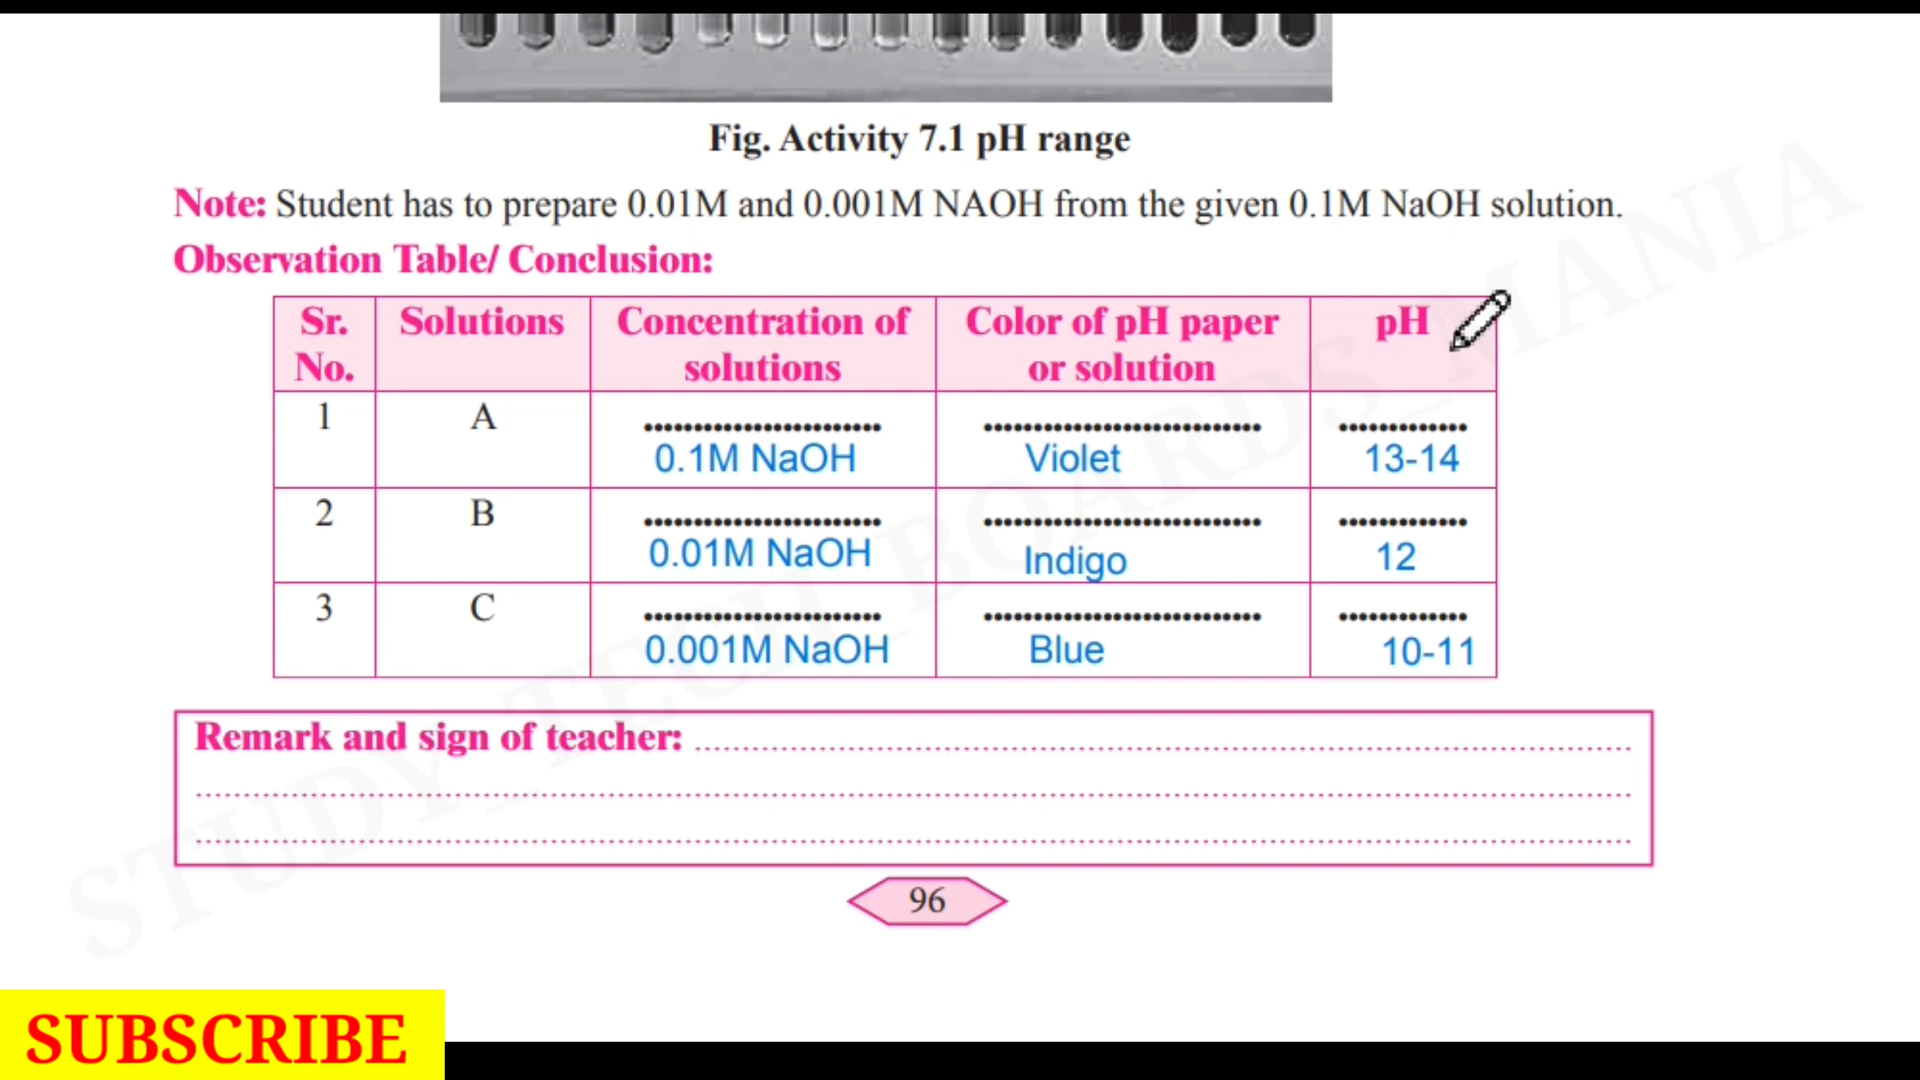 Fig. Activity 7.1 pH range
Note: Student has to prepare 0.01M and 0.001M NAOH from the given 0.1M NaOH solution.
Observation Table/ Conclusion:
Sr. No. Solutions Concentration of solutions Color of pH paper or solution pH
1 A ........................ ............................ .............
0.1M NaOH Violet 13-14
2 B ........................ ............................ .............
0.01M NaOH Indigo 12
3 C ........................ ............................ .............
0.001M NaOH Blue 10-11
Remark and sign of teacher: ..............................................................................
........................................................................................................................
........................................................................................................................
96
STUDY_TECH_BOARDS_MANIA
SUBSCRIBE